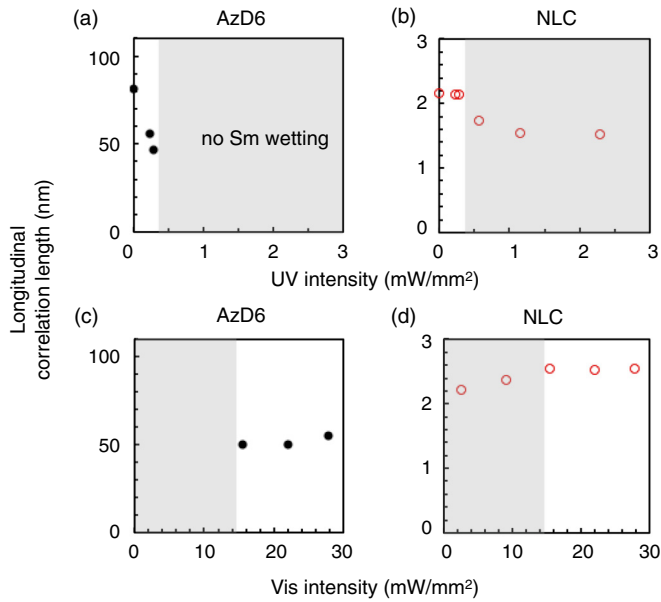 (a) AzD6
(b) NLC
100
50
0
no Sm wetting
0 1 2 3
3
2
1
0
0 1 2 3
UV intensity (mW/mm²)
Longitudinal
correlation length (nm)
(c) AzD6
(d) NLC
100
50
0
0 10 20 30
3
2
1
0
0 10 20 30
Vis intensity (mW/mm²)